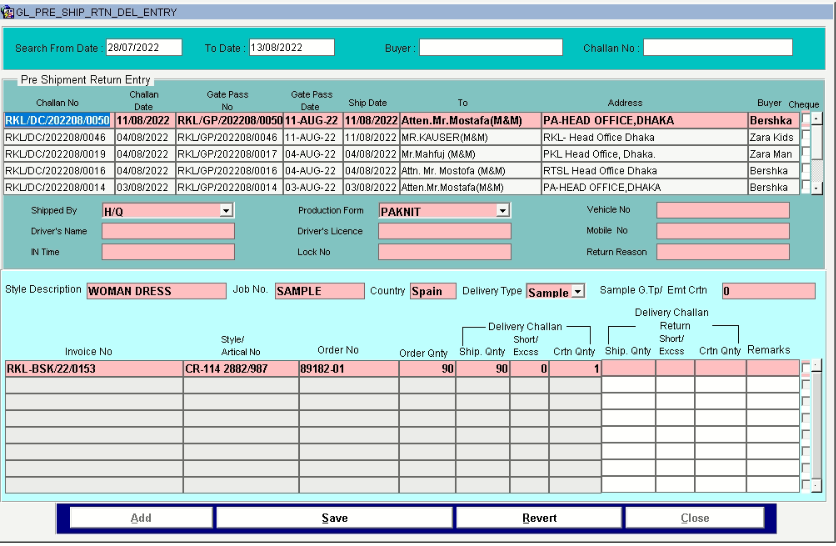 GL_PRE_SHIP_RTN_DEL_ENTRY
Search From Date : 28/07/2022 To Date : 13/08/2022 Buyer : Challan No :
Pre Shipment Return Entry
Challan No Challan Date Gate Pass No Gate Pass Date Ship Date To Address Buyer Cheque
RKL/DC/202208/0050 11/08/2022 RKL/GP/202208/0050 11-AUG-22 11/08/2022 Atten.Mr.Mostafa(M&M) PA-HEAD OFFICE,DHAKA Bershka
RKL/DC/202208/0046 04/08/2022 RKL/GP/202208/0046 11-AUG-22 11/08/2022 MR.KAUSER(M&M) RKL- Head Office Dhaka Zara Kids
RKL/DC/202208/0019 04/08/2022 RKL/GP/202208/0017 04-AUG-22 04/08/2022 Mr.Mahfuj (M&M) PKL Head Office, Dhaka. Zara Man
RKL/DC/202208/0016 04/08/2022 RKL/GP/202208/0016 04-AUG-22 04/08/2022 Attn. Mr. Mostofa (M&M) RTSL Head Office Dhaka Bershka
RKL/DC/202208/0014 03/08/2022 RKL/GP/202208/0014 03-AUG-22 03/08/2022 Atten.Mr.Mostofa(M&M) PA-HEAD OFFICE,DHAKA Bershka
Shipped By H/Q Production Form PAKNIT Vehicle No
Driver's Name Driver's Licence Mobile No
IN Time Lock No Return Reason
Style Description WOMAN DRESS Job No. SAMPLE Country Spain Delivery Type Sample Sample G.Tp/ Emt Crtn 0
Delivery Challan Return
Delivery Challan
Invoice No Style/ Artical No Order No Order Qnty Ship. Qnty Short/ Excss Crtn Qnty Ship. Qnty Short/ Excss Crtn Qnty Remarks
RKL-BSK/22/0153 CR-114 2882/987 89182-01 90 90 0 1
Add Save Revert Close